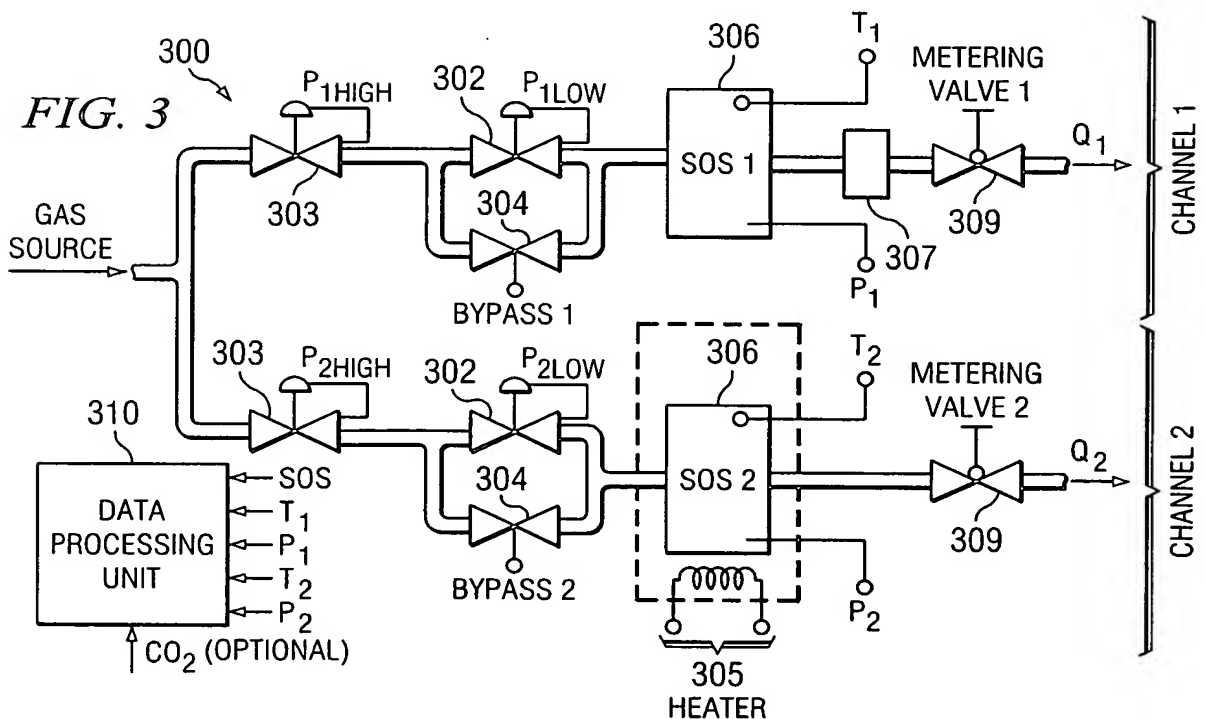 FIG. 3
300
GAS SOURCE
P1HIGH
303
302
P1LOW
304
BYPASS 1
306
SOS 1
T1
P1
307
METERING VALVE 1
309
Q1
CHANNEL 1
303
P2HIGH
302
P2LOW
304
BYPASS 2
306
SOS 2
T2
P2
305
HEATER
METERING VALVE 2
309
Q2
CHANNEL 2
310
DATA PROCESSING UNIT
SOS
T1
P1
T2
P2
CO2 (OPTIONAL)